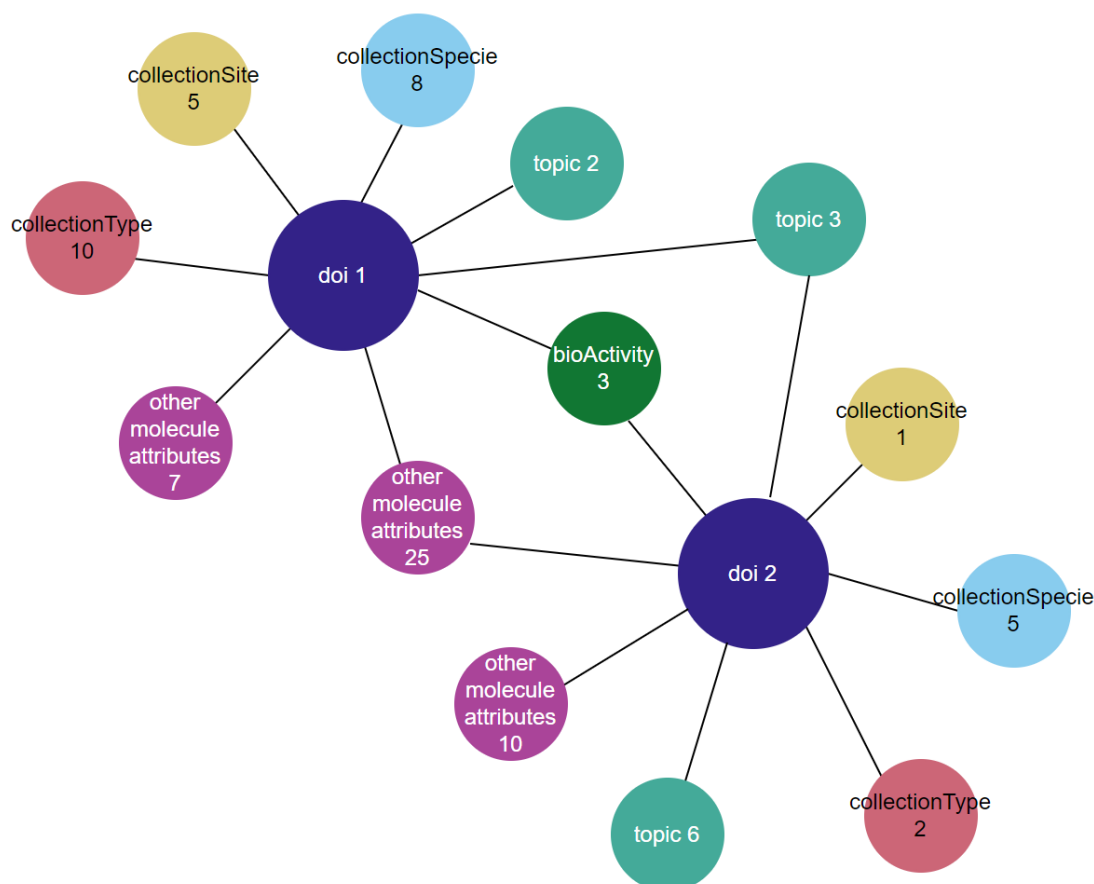 collectionSite
5
collectionSpecie
8
topic 2
topic 3
collectionType
10
doi 1
bioActivity
3
other
molecule
attributes
7
collectionSite
1
other
molecule
attributes
25
doi 2
collectionSpecie
5
other
molecule
attributes
10
topic 6
collectionType
2